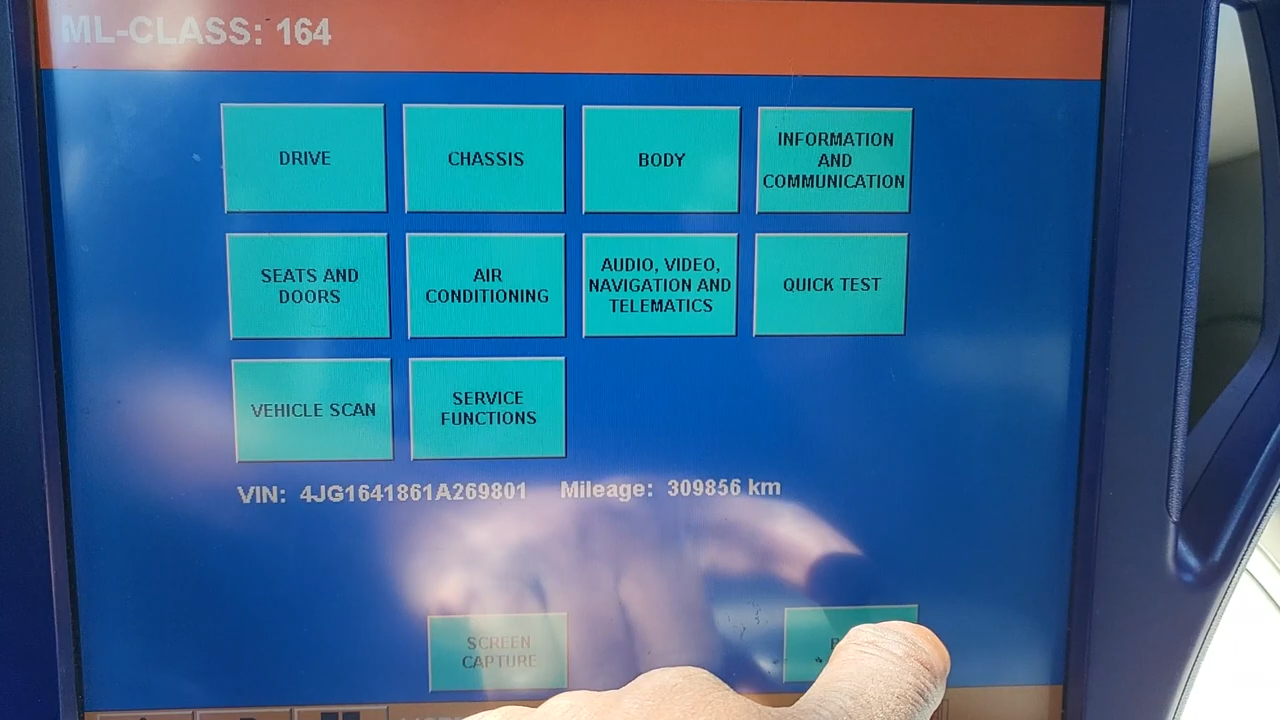 ML-CLASS: 164
DRIVE
CHASSIS
BODY
INFORMATION
AND
COMMUNICATION
SEATS AND
DOORS
AIR
CONDITIONING
AUDIO, VIDEO,
NAVIGATION AND
TELEMATICS
QUICK TEST
VEHICLE SCAN
SERVICE
FUNCTIONS
VIN: 4JG1641861A269801 Mileage: 309856 km
SCREEN
CAPTURE